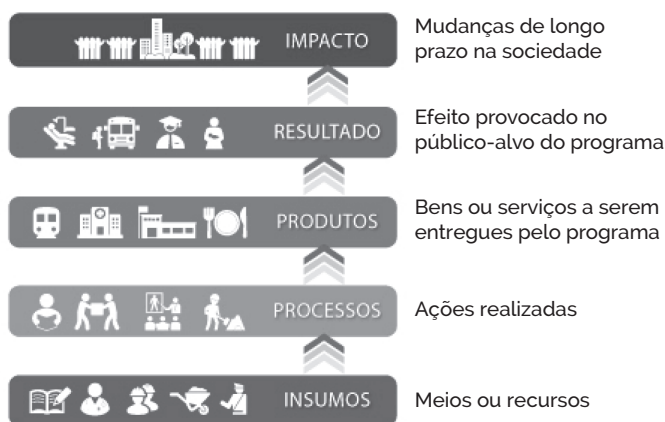 IMPACTO
Mudanças de longo
prazo na sociedade
RESULTADO
Efeito provocado no
público-alvo do programa
PRODUTOS
Bens ou serviços a serem
entregues pelo programa
PROCESSOS
Ações realizadas
INSUMOS
Meios ou recursos